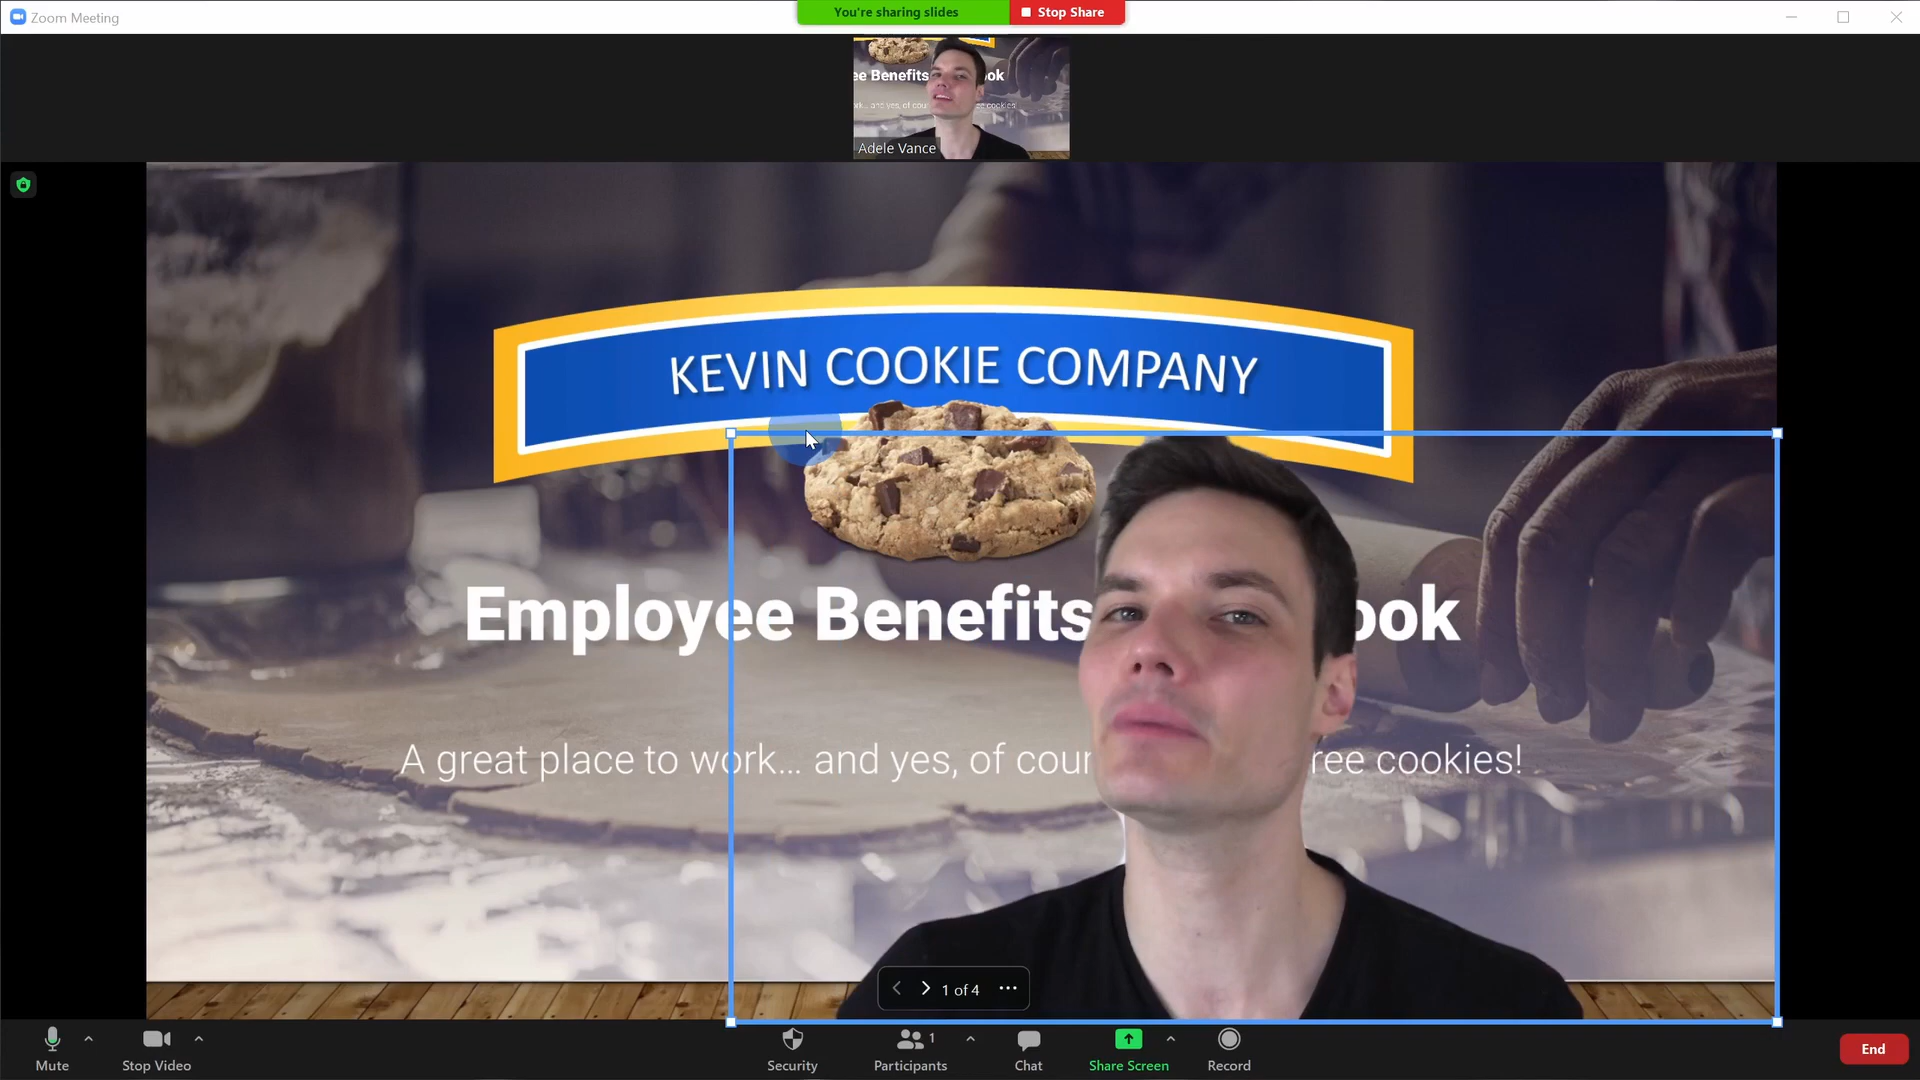 Zoom Meeting
You're sharing slides
Stop Share
ee Benefits ok
Adele Vance
KEVIN COOKIE COMPANY
Employee Benefits ook
A great place to work... and yes, of cour ree cookies!
1 of 4
Mute
Stop Video
Security
Participants
1
Chat
Share Screen
Record
End